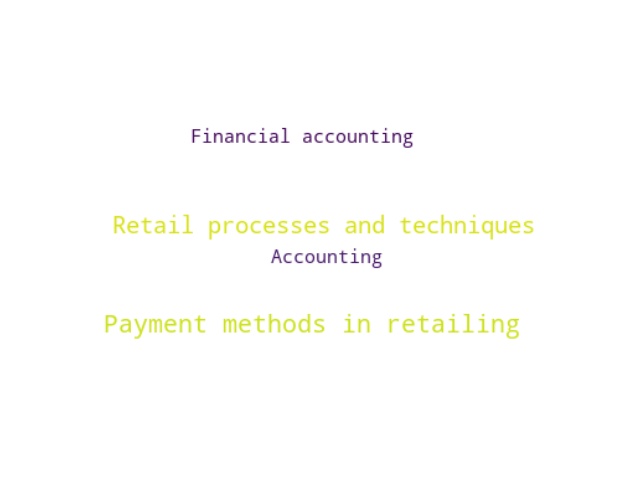 Financial accounting
Retail processes and techniques
Accounting
Payment methods in retailing